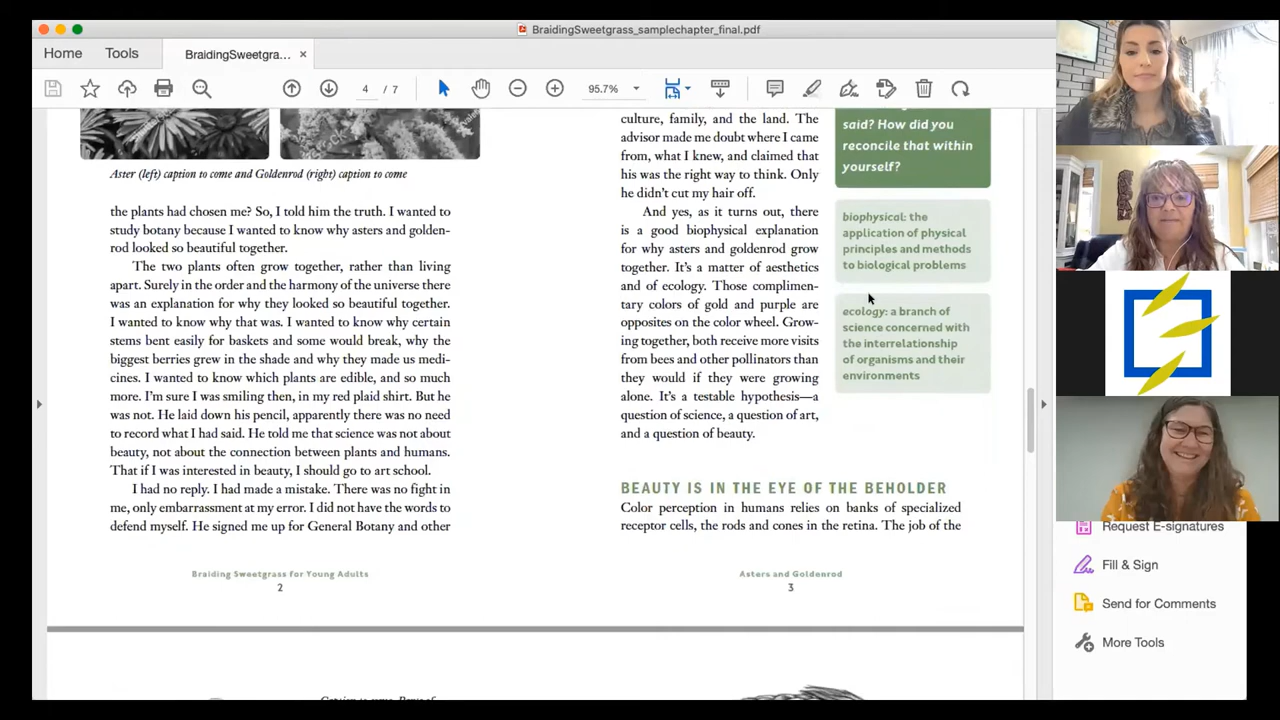 BraidingSweetgrass_samplechapter_final.pdf
Home
Tools
BraidingSweetgra... ×
4 / 7
95.7%
Aster (left) caption to come and Goldenrod (right) caption to come
the plants had chosen me? So, I told him the truth. I wanted to
study botany because I wanted to know why asters and golden-
rod looked so beautiful together.
The two plants often grow together, rather than living
apart. Surely in the order and the harmony of the universe there
was an explanation for why they looked so beautiful together.
I wanted to know why that was. I wanted to know why certain
stems bent easily for baskets and some would break, why the
biggest berries grew in the shade and why they made us medi-
cines. I wanted to know which plants are edible, and so much
more. I'm sure I was smiling then, in my red plaid shirt. But he
was not. He laid down his pencil, apparently there was no need
to record what I had said. He told me that science was not about
beauty, not about the connection between plants and humans.
That if I was interested in beauty, I should go to art school.
I had no reply. I had made a mistake. There was no fight in
me, only embarrassment at my error. I did not have the words to
defend myself. He signed me up for General Botany and other
Braiding Sweetgrass for Young Adults
2
culture, family, and the land. The
advisor made me doubt where I came
from, what I knew, and claimed that
his was the right way to think. Only
he didn't cut my hair off.
And yes, as it turns out, there
is a good biophysical explanation
for why asters and goldenrod grow
together. It's a matter of aesthetics
and of ecology. Those complimen-
tary colors of gold and purple are
opposites on the color wheel. Grow-
ing together, both receive more visits
from bees and other pollinators than
they would if they were growing
alone. It's a testable hypothesis—a
question of science, a question of art,
and a question of beauty.
said? How did you
reconcile that within
yourself?
biophysical: the
application of physical
principles and methods
to biological problems
ecology: a branch of
science concerned with
the interrelationship
of organisms and their
environments
BEAUTY IS IN THE EYE OF THE BEHOLDER
Color perception in humans relies on banks of specialized
receptor cells, the rods and cones in the retina. The job of the
Asters and Goldenrod
3
Request E-signatures
Fill & Sign
Send for Comments
More Tools